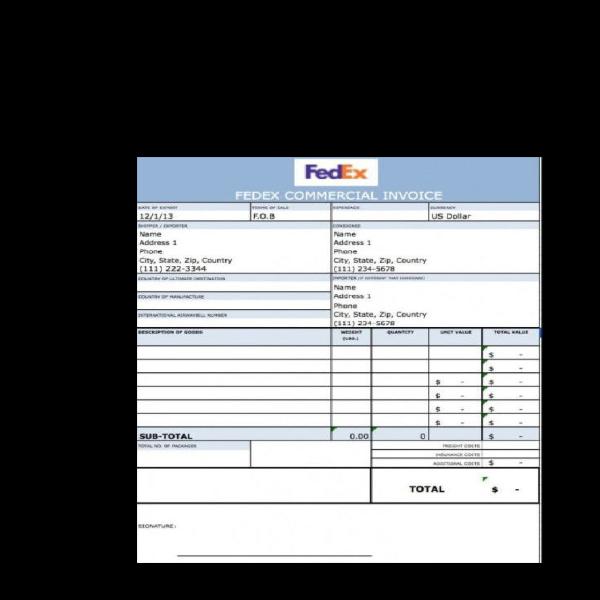 FedEx
FEDEX COMMERCIAL INVOICE
DATE OF EXPORT TERMS OF SALE REFERENCE CURRENCY
12/1/13 F.O.B US Dollar
SHIPPER / EXPORTER CONSIGNEE
Name Name
Address 1 Address 1
Phone Phone
City, State, Zip, Country City, State, Zip, Country
(111) 222-3344 (111) 234-5678
COUNTRY OF ULTIMATE DESTINATION IMPORTER (IF DIFFERENT THAN CONSIGNEE)
Name
COUNTRY OF MANUFACTURE Address 1
Phone
INTERNATIONAL AIRWAYBILL NUMBER City, State, Zip, Country
(111) 234-5678
DESCRIPTION OF GOODS WEIGHT QUANTITY UNIT VALUE TOTAL VALUE
(LBS.)
$ -
$ -
$ - $ -
$ - $ -
$ - $ -
$ - $ -
SUB-TOTAL 0.00 0 $ -
TOTAL NO. OF PACKAGES FREIGHT COSTS
INSURANCE COSTS
ADDITIONAL COSTS $ -
TOTAL $ -
SIGNATURE: